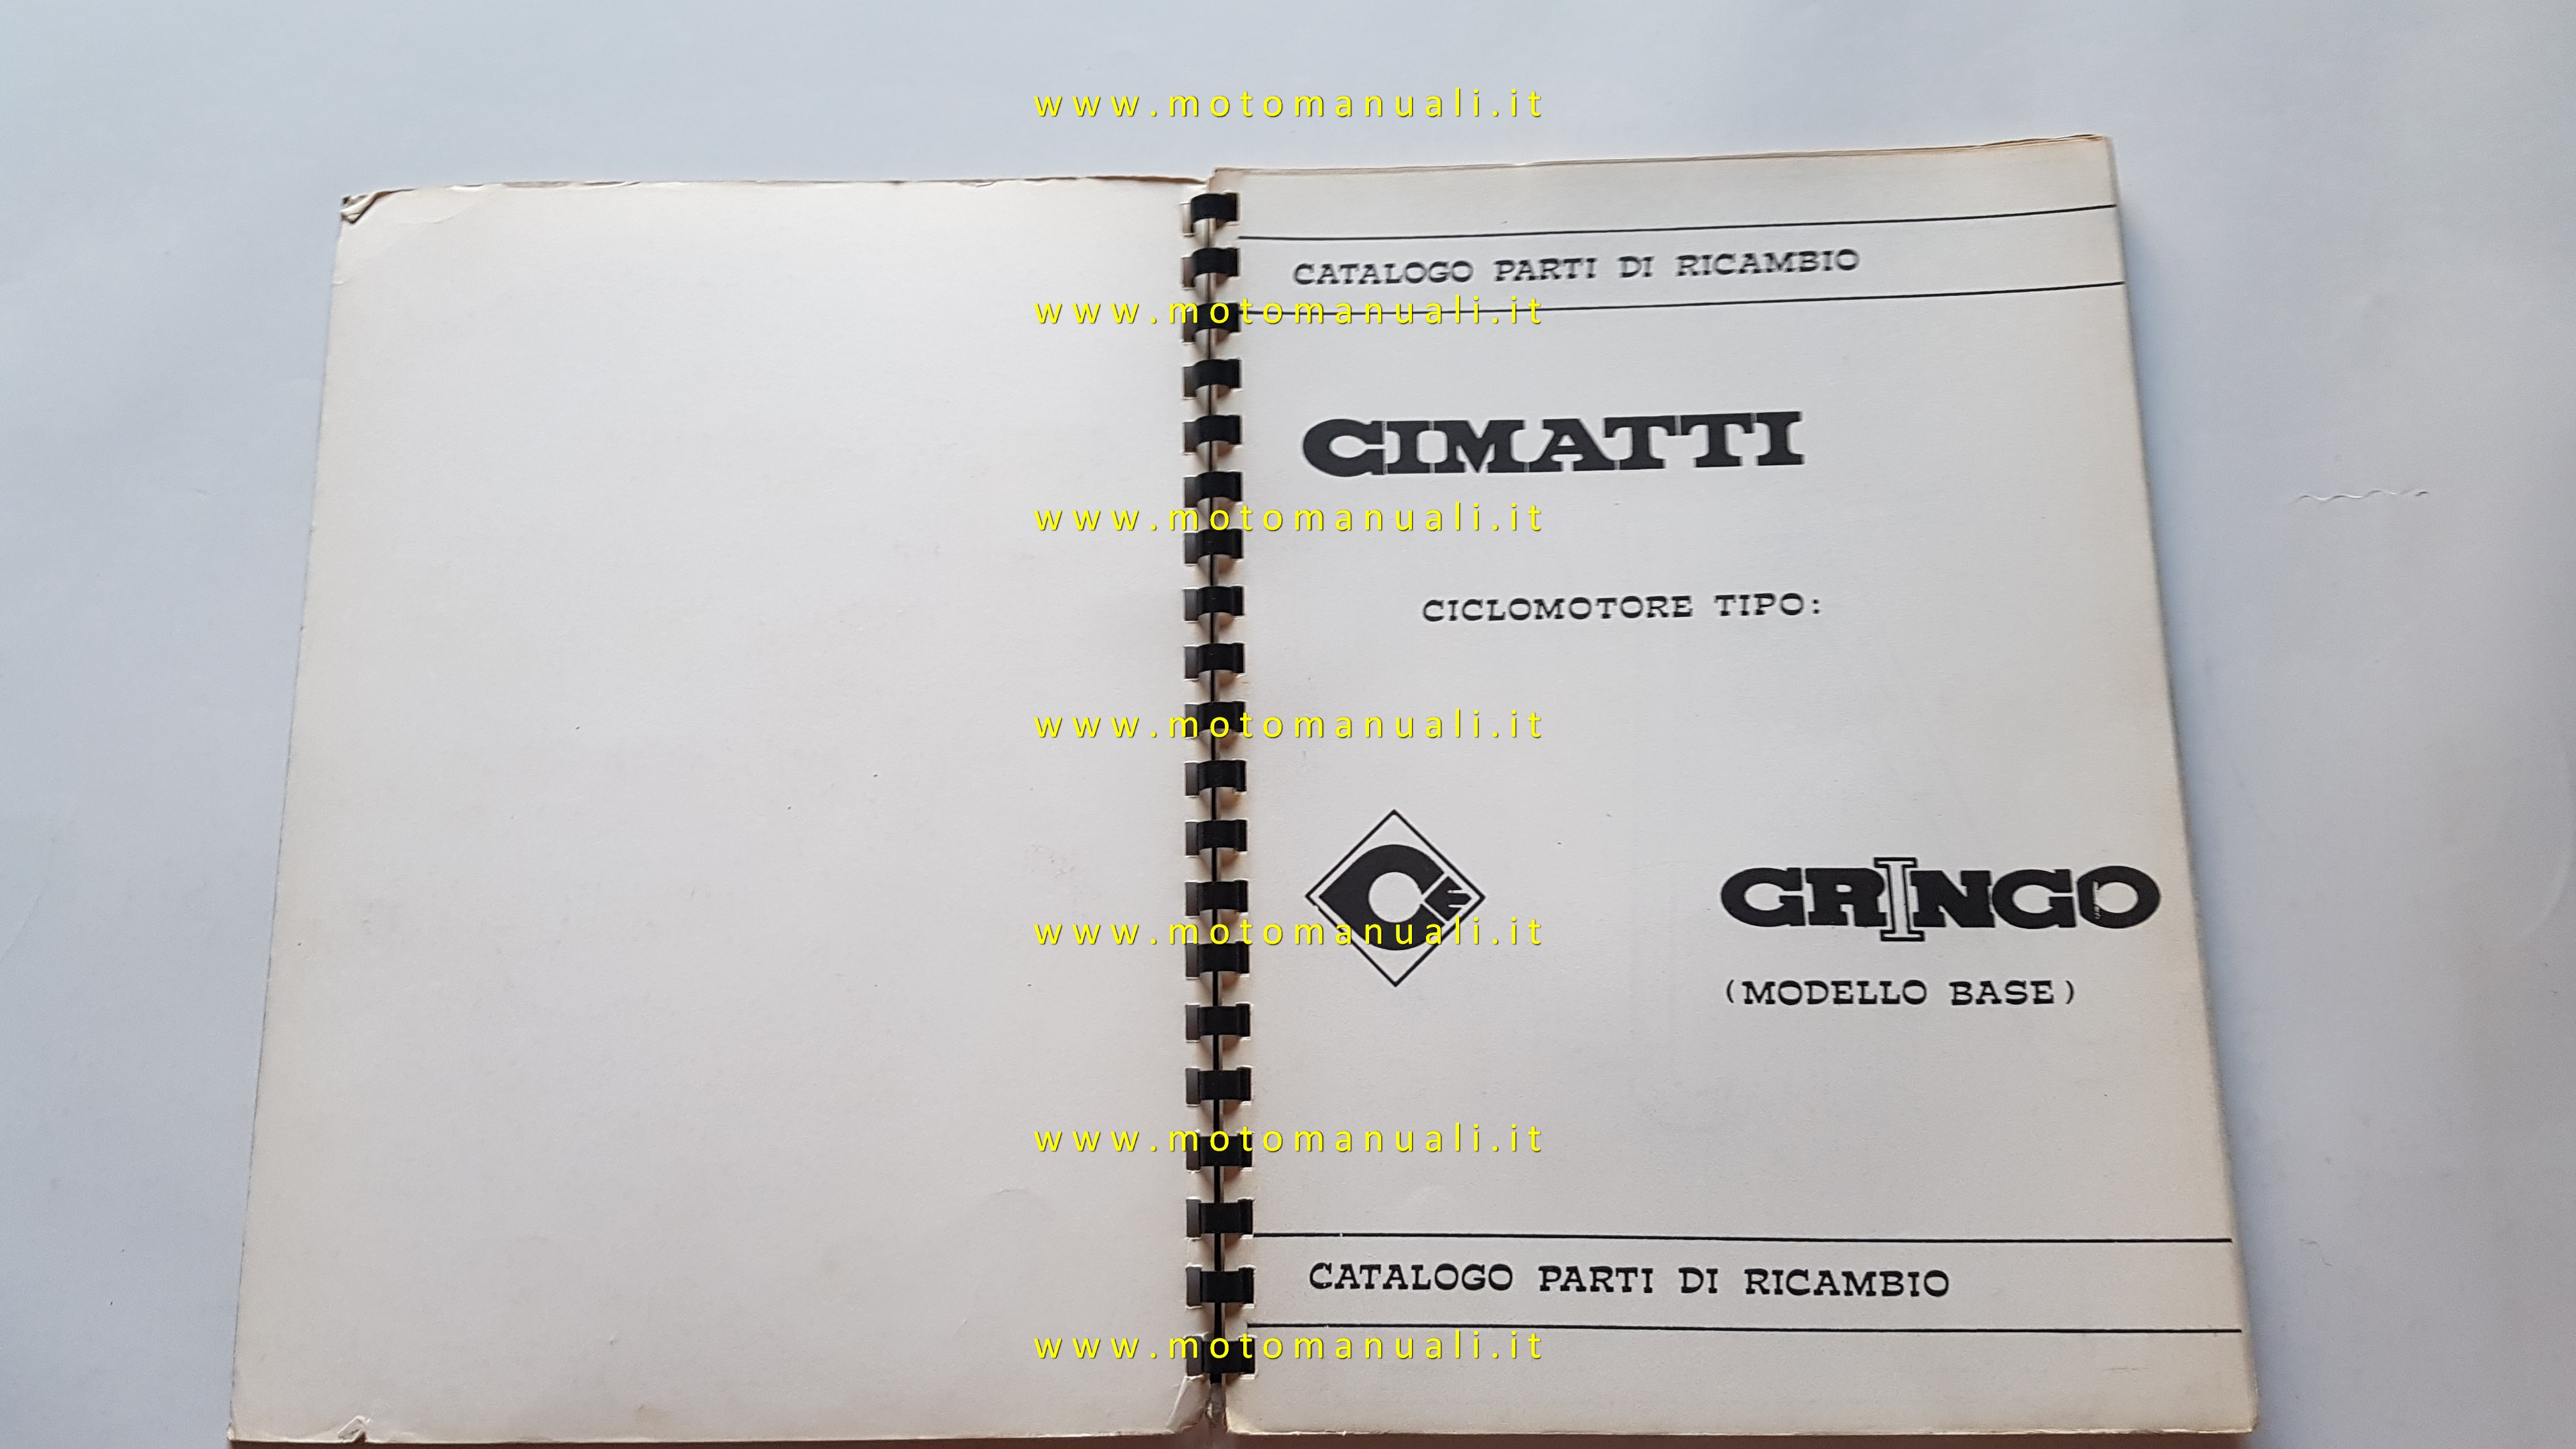 www.motomanuali.it
CATALOGO PARTI DI RICAMBIO
www.motomanuali.it
CIMATTI
www.motomanuali.it
CICLOMOTORE TIPO:
www.motomanuali.it
CE
GRINGO
www.motomanuali.it
(MODELLO BASE)
www.motomanuali.it
CATALOGO PARTI DI RICAMBIO
www.motomanuali.it